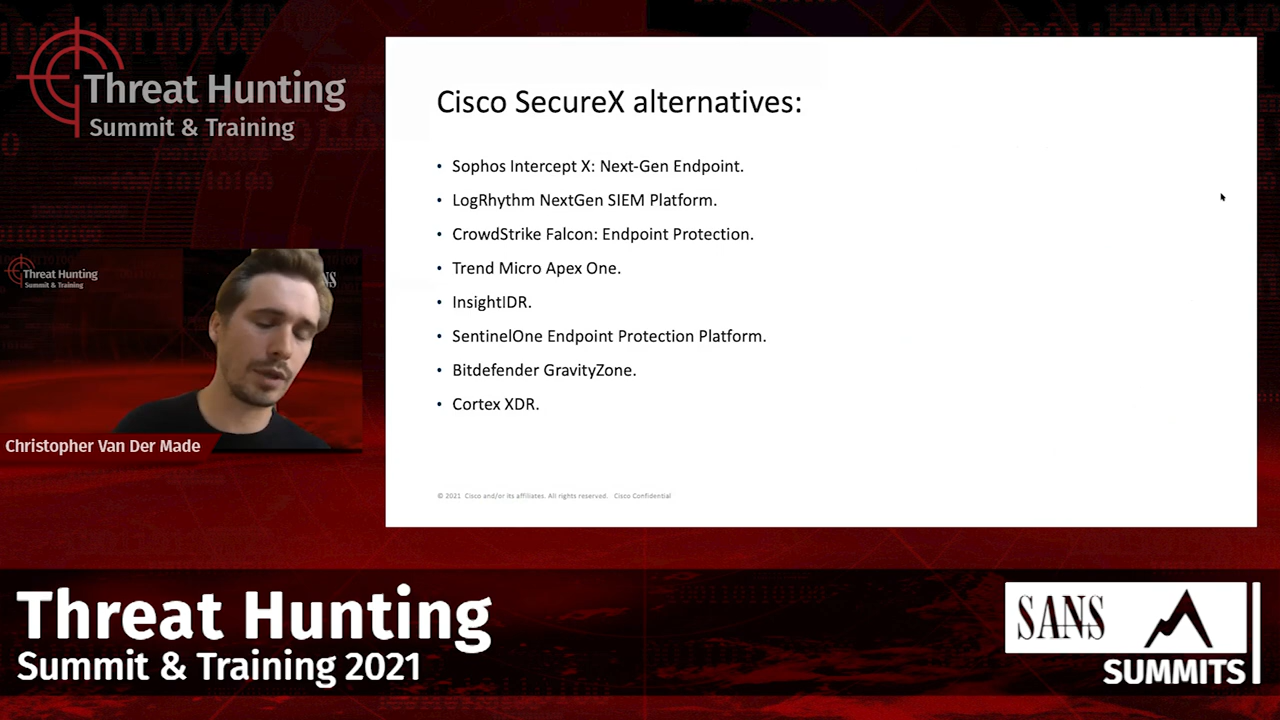 Threat Hunting
Summit & Training
Cisco SecureX alternatives:
• Sophos Intercept X: Next-Gen Endpoint.
• LogRhythm NextGen SIEM Platform.
• CrowdStrike Falcon: Endpoint Protection.
• Trend Micro Apex One.
• InsightIDR.
• SentinelOne Endpoint Protection Platform.
• Bitdefender GravityZone.
• Cortex XDR.
© 2021 Cisco and/or its affiliates. All rights reserved. Cisco Confidential
Threat Hunting
Summit & Training
Christopher Van Der Made
Threat Hunting
Summit & Training 2021
SANS
SUMMITS